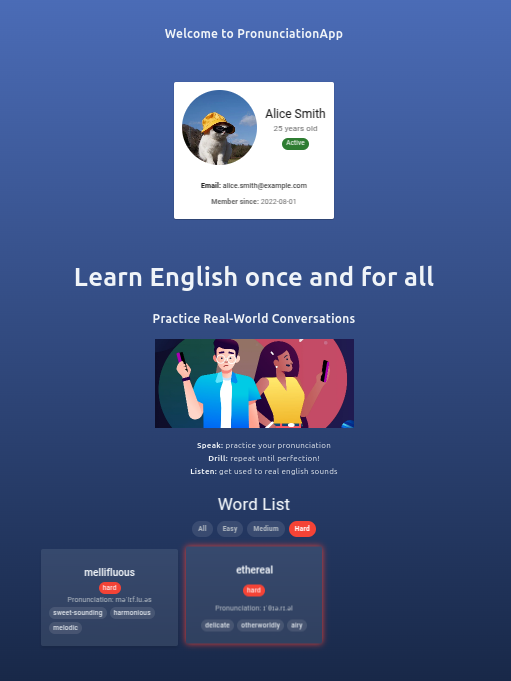 Welcome to PronunciationApp
Alice Smith
25 years old
Active
Email: alice.smith@example.com
Member since: 2022-08-01
Learn English once and for all
Practice Real-World Conversations
Speak: practice your pronunciation
Drill: repeat until perfection!
Listen: get used to real english sounds
Word List
All Easy Medium Hard
mellifluous
hard
Pronunciation: məˈlɪf.lu.əs
sweet-sounding harmonious
melodic
ethereal
hard
Pronunciation: ɪˈθɪə.ri.əl
delicate otherworldly airy